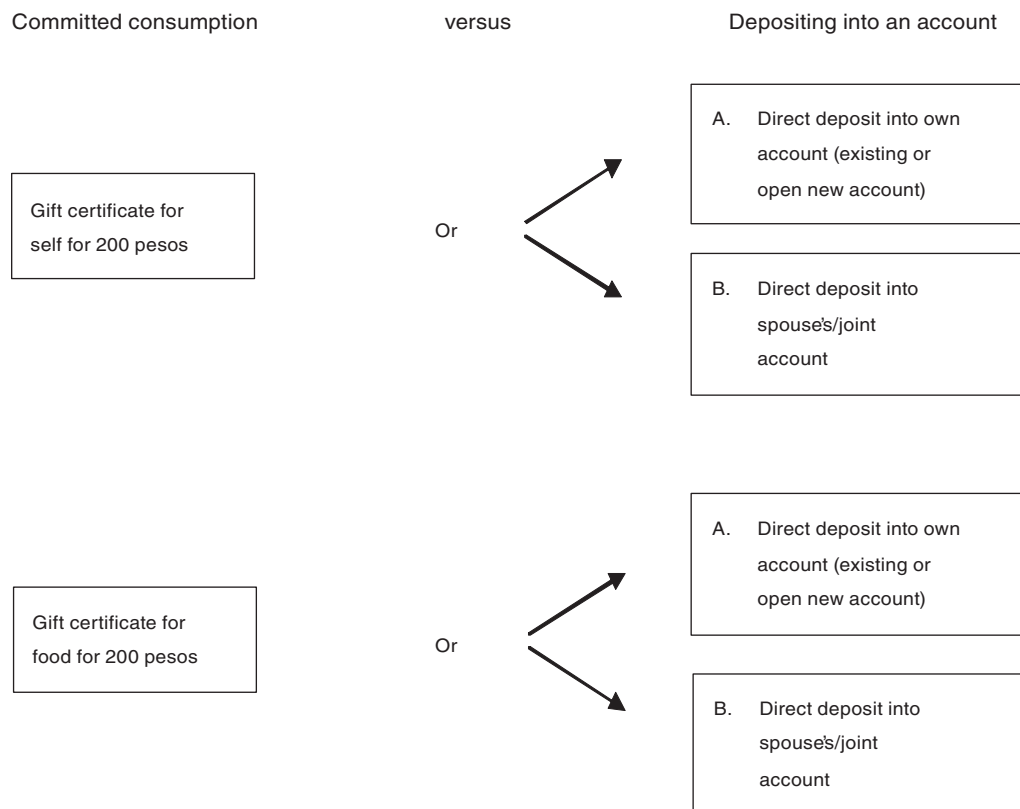 Committed consumption versus Depositing into an account
A. Direct deposit into own
account (existing or
open new account)
Gift certificate for
self for 200 pesos
Or
B. Direct deposit into
spouse's/joint
account
A. Direct deposit into own
account (existing or
open new account)
Gift certificate for
food for 200 pesos
Or
B. Direct deposit into
spouse's/joint
account